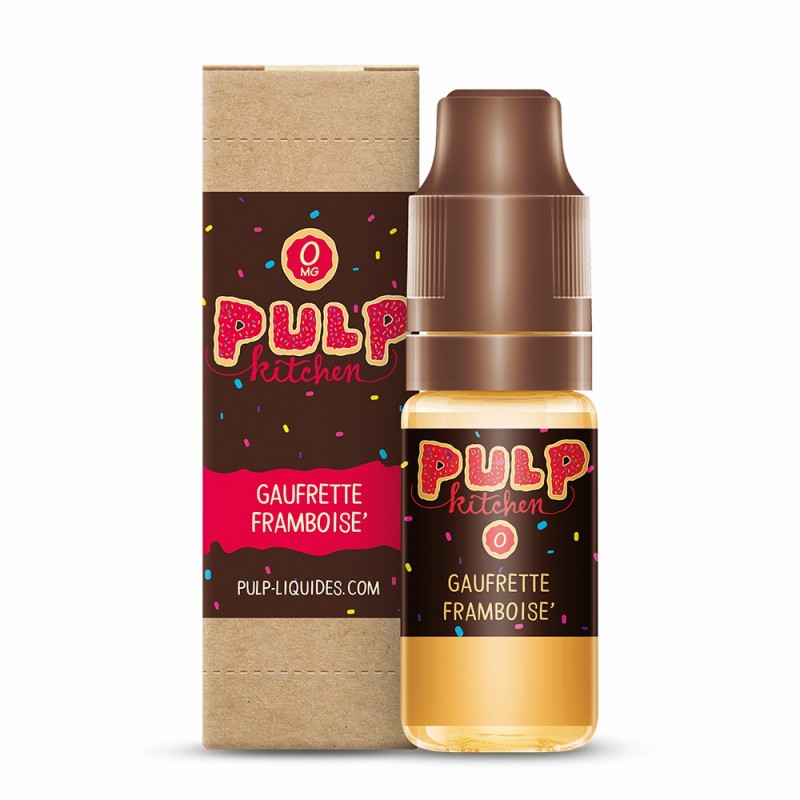 0
MG
PULP
kitchen
GAUFRETTE
FRAMBOISE'
PULP-LIQUIDES.COM
PULP
kitchen
0
GAUFRETTE
FRAMBOISE'